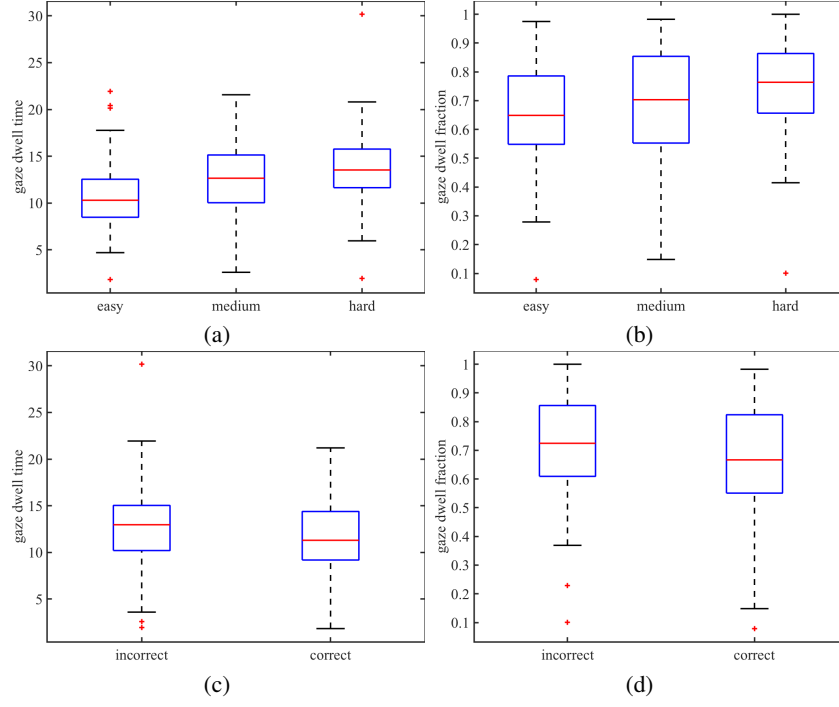 30
25
20
15
10
5
gaze dwell time
easy
medium
hard
(a)
1
0.9
0.8
0.7
0.6
0.5
0.4
0.3
0.2
0.1
gaze dwell fraction
easy
medium
hard
(b)
30
25
20
15
10
5
gaze dwell time
incorrect
correct
(c)
1
0.9
0.8
0.7
0.6
0.5
0.4
0.3
0.2
0.1
gaze dwell fraction
incorrect
correct
(d)